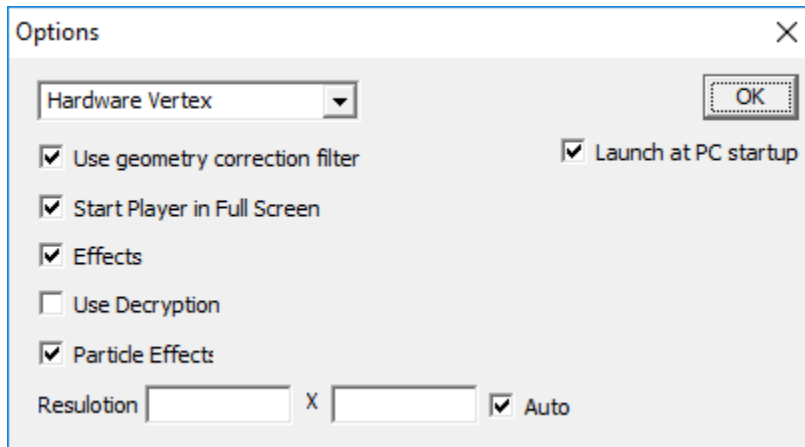 Options
Hardware Vertex
OK
Use geometry correction filter
Launch at PC startup
Start Player in Full Screen
Effects
Use Decryption
Particle Effects
Resulotion X Auto